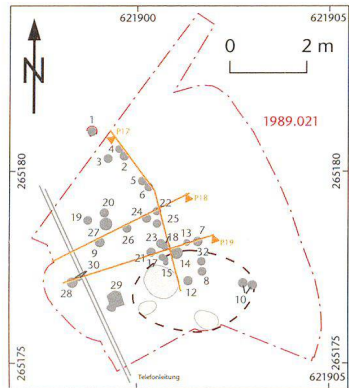 621900 621905
0 2 m
N
1989.021
1 P17
4
3 2
265180 265180
5
6
P18
22
20 24
19 25
27 26
23 18 13 7 P19
9 21 17 14 32
30 15
28 29 12 8 10
265175 265175
Telefonleitung
621905